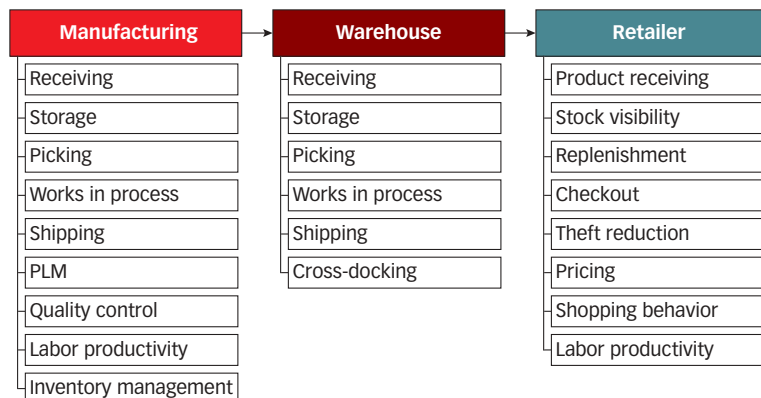 Manufacturing
Receiving
Storage
Picking
Works in process
Shipping
PLM
Quality control
Labor productivity
Inventory management
Warehouse
Receiving
Storage
Picking
Works in process
Shipping
Cross-docking
Retailer
Product receiving
Stock visibility
Replenishment
Checkout
Theft reduction
Pricing
Shopping behavior
Labor productivity